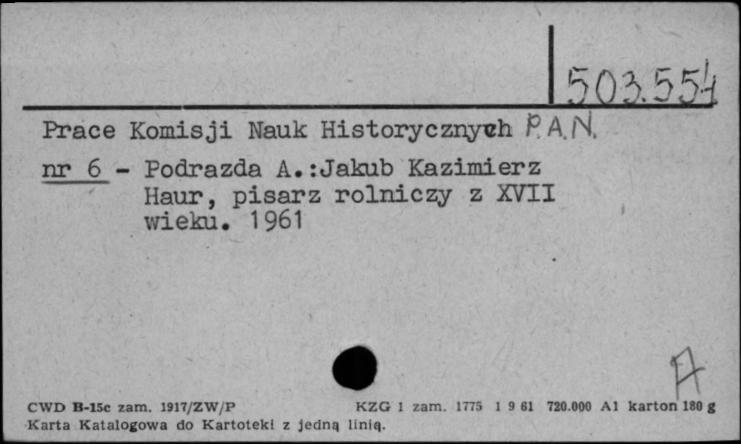 503.554
Prace Komisji Nauk Historycznych P.A.N.
nr 6 - Podrazda A.:Jakub Kazimierz
Haur, pisarz rolniczy z XVII
wieku. 1961
A
CWD B-15c zam. 1917/ZW/P KZG 1 zam. 1775 1 9 61 720.000 A1 karton 180 g
Karta Katalogowa do Kartoteki z jedną linią.